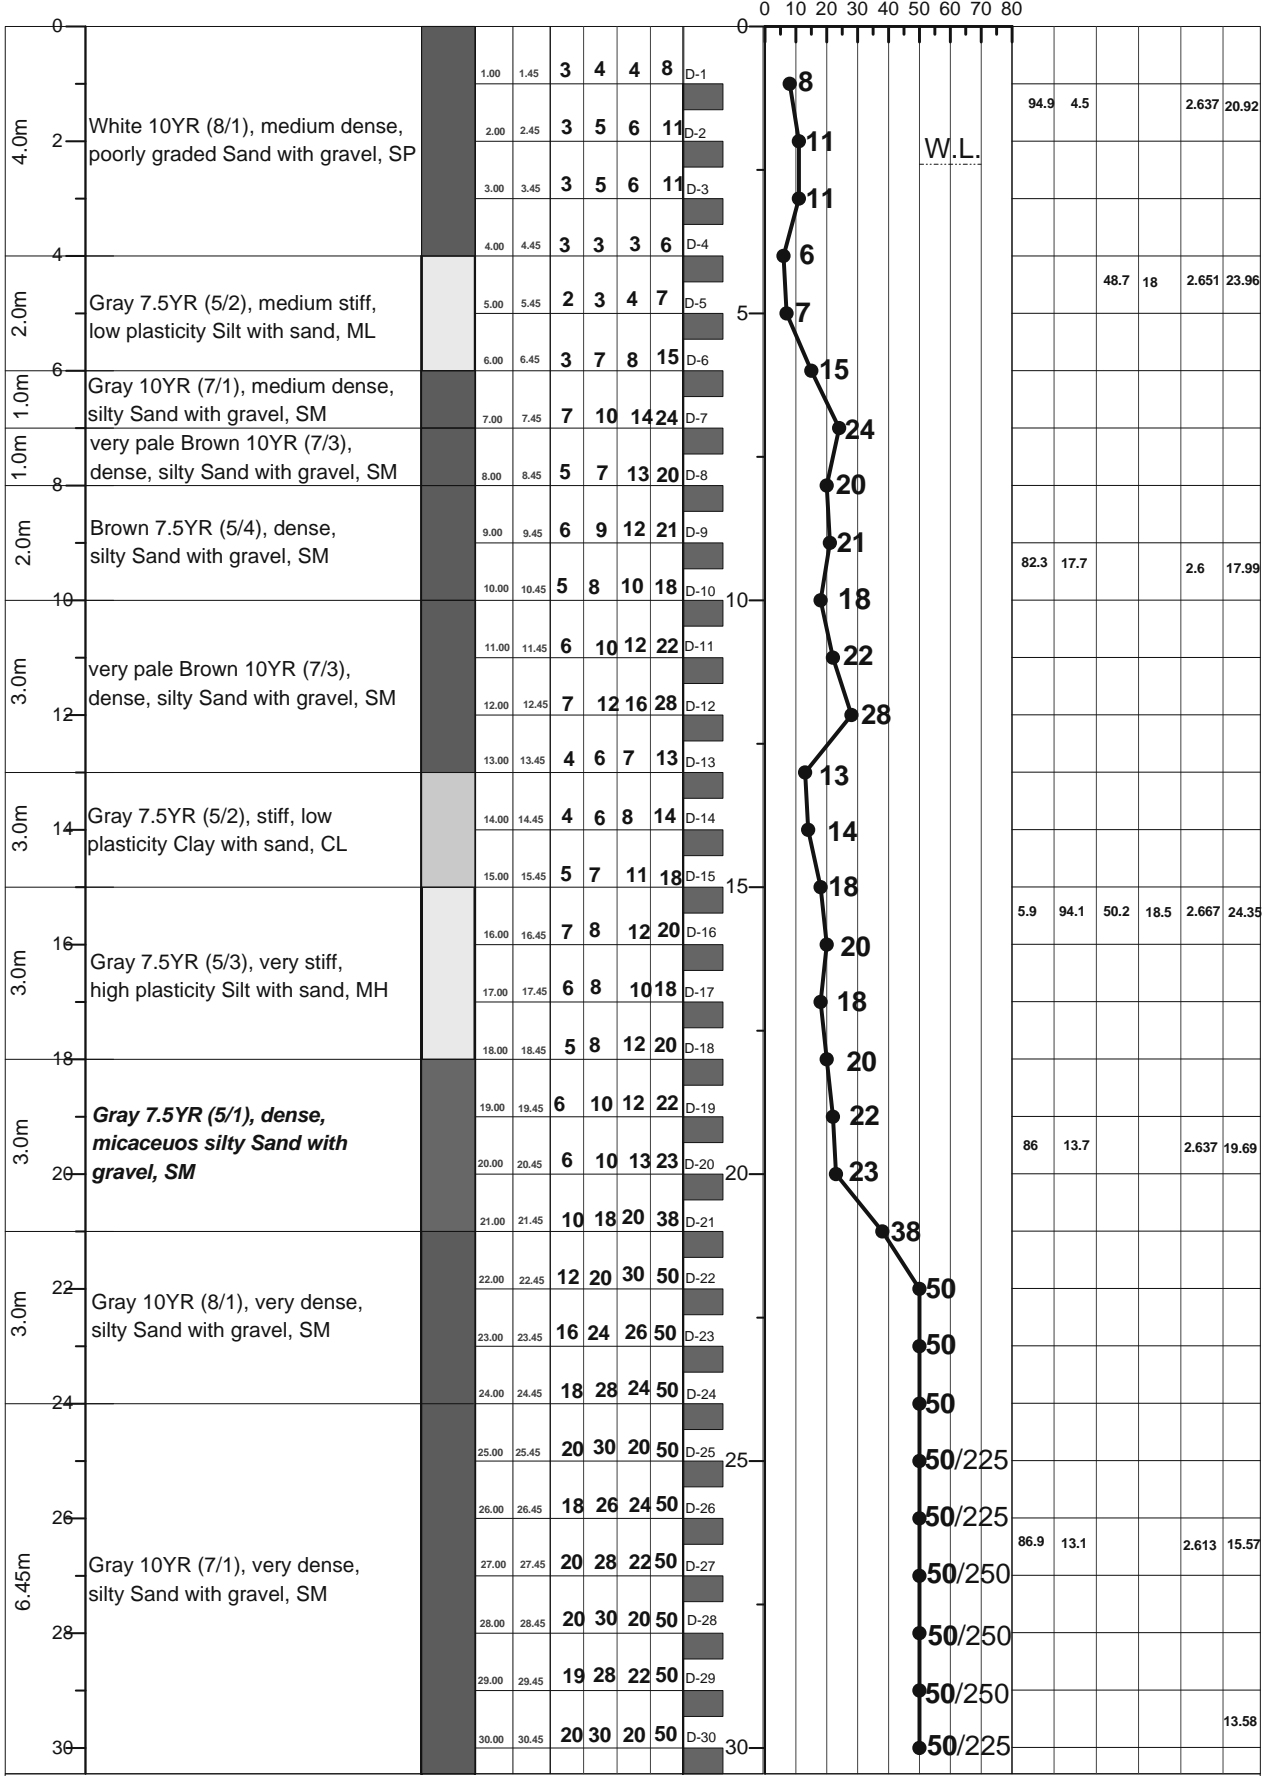 0 10 20 30 40 50 60 70 80
0 0
1.00 1.45 3 4 4 8 D-1
8
94.9 4.5 2.637 20.92
4.0m
White 10YR (8/1), medium dense,
poorly graded Sand with gravel, SP
2
2.00 2.45 3 5 6 11 D-2
11
W.L.
3.00 3.45 3 5 6 11 D-3
11
4.00 4.45 3 3 3 6 D-4
4
6
48.7 18 2.651 23.96
2.0m
Gray 7.5YR (5/2), medium stiff,
low plasticity Silt with sand, ML
5.00 5.45 2 3 4 7 D-5
5
7
6.00 6.45 3 7 8 15 D-6
6
15
1.0m
Gray 10YR (7/1), medium dense,
silty Sand with gravel, SM
7.00 7.45 7 10 14 24 D-7
24
1.0m
very pale Brown 10YR (7/3),
dense, silty Sand with gravel, SM
8.00 8.45 5 7 13 20 D-8
8
20
2.0m
Brown 7.5YR (5/4), dense,
silty Sand with gravel, SM
9.00 9.45 6 9 12 21 D-9
21
82.3 17.7 2.6 17.99
10.00 10.45 5 8 10 18 D-10
10 10
18
11.00 11.45 6 10 12 22 D-11
22
3.0m
very pale Brown 10YR (7/3),
dense, silty Sand with gravel, SM
12.00 12.45 7 12 16 28 D-12
12
28
13.00 13.45 4 6 7 13 D-13
13
3.0m
Gray 7.5YR (5/2), stiff, low
plasticity Clay with sand, CL
14.00 14.45 4 6 8 14 D-14
14
14
15.00 15.45 5 7 11 18 D-15
15
18
5.9 94.1 50.2 18.5 2.667 24.35
16.00 16.45 7 8 12 20 D-16
16
20
3.0m
Gray 7.5YR (5/3), very stiff,
high plasticity Silt with sand, MH
17.00 17.45 6 8 10 18 D-17
18
18.00 18.45 5 8 12 20 D-18
18
20
3.0m
Gray 7.5YR (5/1), dense,
micaceuos silty Sand with
gravel, SM
19.00 19.45 6 10 12 22 D-19
22
86 13.7 2.637 19.69
20.00 20.45 6 10 13 23 D-20
20 20
23
21.00 21.45 10 18 20 38 D-21
38
22.00 22.45 12 20 30 50 D-22
22
50
3.0m
Gray 10YR (8/1), very dense,
silty Sand with gravel, SM
23.00 23.45 16 24 26 50 D-23
50
24.00 24.45 18 28 24 50 D-24
24
50
25.00 25.45 20 30 20 50 D-25
25
50/225
26.00 26.45 18 26 24 50 D-26
26
50/225
86.9 13.1 2.613 15.57
6.45m
Gray 10YR (7/1), very dense,
silty Sand with gravel, SM
27.00 27.45 20 28 22 50 D-27
50/250
28.00 28.45 20 30 20 50 D-28
28
50/250
29.00 29.45 19 28 22 50 D-29
50/250
13.58
30.00 30.45 20 30 20 50 D-30
30 30
50/225